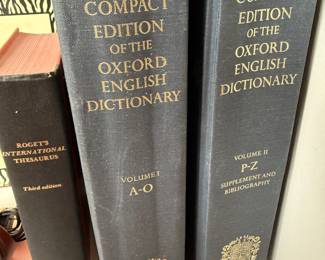 ROGET'S
INTERNATIONAL
THESAURUS
Third edition
COMPACT
EDITION
OF THE
OXFORD
ENGLISH
DICTIONARY
VOLUME I
A-O
EDITION
OF THE
OXFORD
ENGLISH
DICTIONARY
VOLUME II
P-Z
SUPPLEMENT AND
BIBLIOGRAPHY